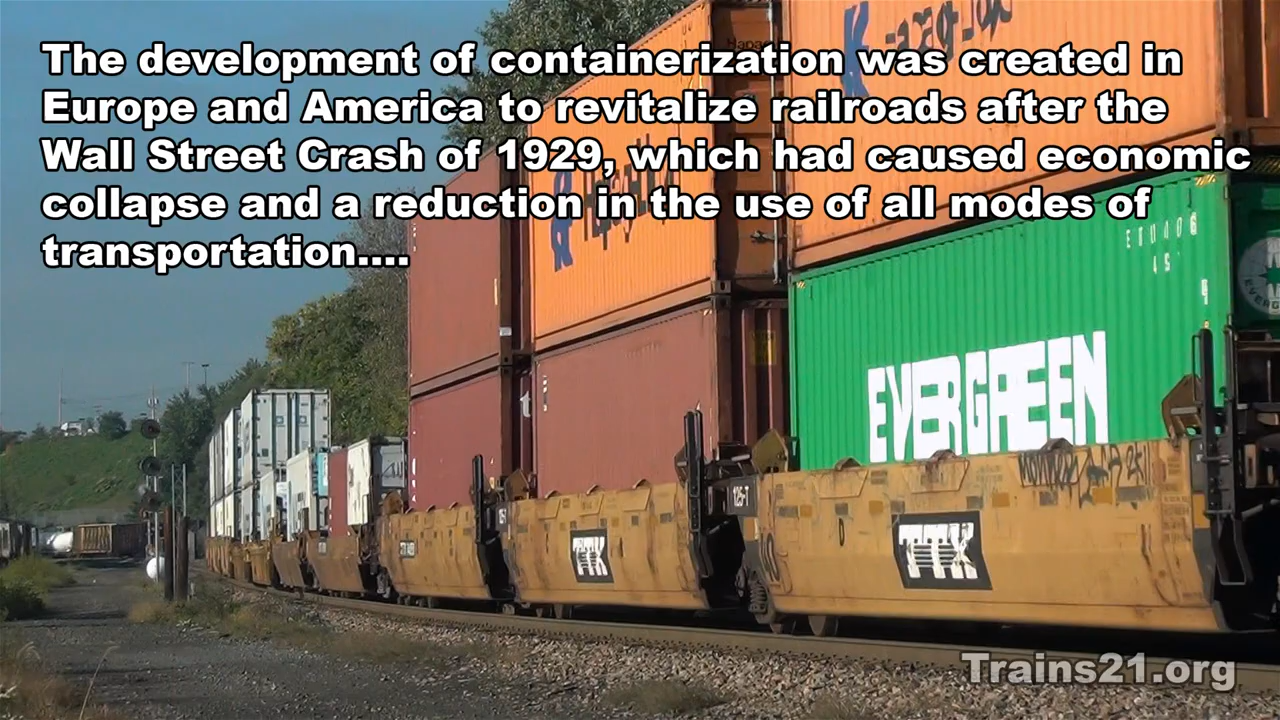 The development of containerization was created in
Europe and America to revitalize railroads after the
Wall Street Crash of 1929, which had caused economic
collapse and a reduction in the use of all modes of
transportation....
EVERGREEN
TTX
TTX
125-T
Trains21.org